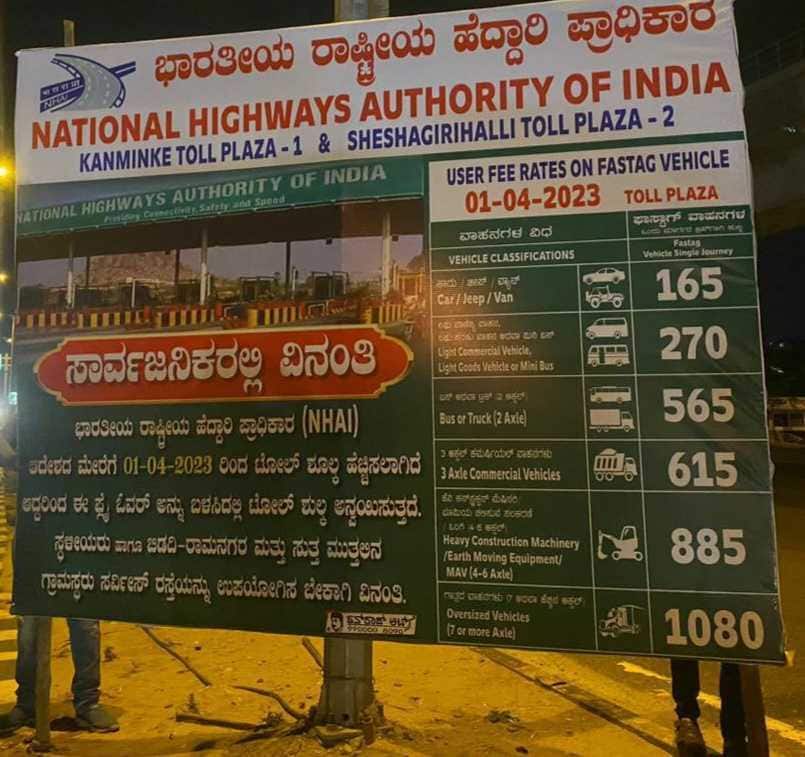 ಭಾರತೀಯ ರಾಷ್ಟ್ರೀಯ ಹೆದ್ದಾರಿ ಪ್ರಾಧಿಕಾರ
NHAI
NATIONAL HIGHWAYS AUTHORITY OF INDIA
KANMINKE TOLL PLAZA - 1 & SHESHAGIRIHALLI TOLL PLAZA - 2
NATIONAL HIGHWAYS AUTHORITY OF INDIA
Providing Connectivity, Safety and Speed
ಸಾರ್ವಜನಿಕರಲ್ಲಿ ವಿನಂತಿ
ಭಾರತೀಯ ರಾಷ್ಟ್ರೀಯ ಹೆದ್ದಾರಿ ಪ್ರಾಧಿಕಾರ (NHAI)
ಆದೇಶದ ಮೇರೆಗೆ 01-04-2023 ರಿಂದ ಟೋಲ್ ಶುಲ್ಕ ಹೆಚ್ಚಿಸಲಾಗಿದೆ
ಆದ್ದರಿಂದ ಈ ಫ್ಲೈ ಓವರ್ ಅನ್ನು ಬಳಸಿದಲ್ಲಿ ಟೋಲ್ ಶುಲ್ಕ ಅನ್ವಯಿಸುತ್ತದೆ.
ಸ್ಥಳೀಯರು ಹಾಗೂ ಬಿಡದಿ-ರಾಮನಗರ ಮತ್ತು ಸುತ್ತ ಮುತ್ತಲಿನ
ಗ್ರಾಮಸ್ಥರು ಸರ್ವೀಸ್ ರಸ್ತೆಯನ್ನು ಉಪಯೋಗಿಸ ಬೇಕಾಗಿ ವಿನಂತಿ.
USER FEE RATES ON FASTAG VEHICLE
01-04-2023 TOLL PLAZA
ವಾಹನಗಳ ವಿಧ
VEHICLE CLASSIFICATIONS
ಫಾಸ್ಟಾಗ್ ವಾಹನಗಳ
Fastag
Vehicle Single Journey
ಕಾರು / ಜೀಪ್ / ವ್ಯಾನ್
Car / Jeep / Van
165
Light Commercial Vehicle,
Light Goods Vehicle or Mini Bus
270
Bus or Truck (2 Axle)
565
3 Axle Commercial Vehicles
615
Heavy Construction Machinery
/Earth Moving Equipment/
MAV (4-6 Axle)
885
Oversized Vehicles
(7 or more Axle)
1080